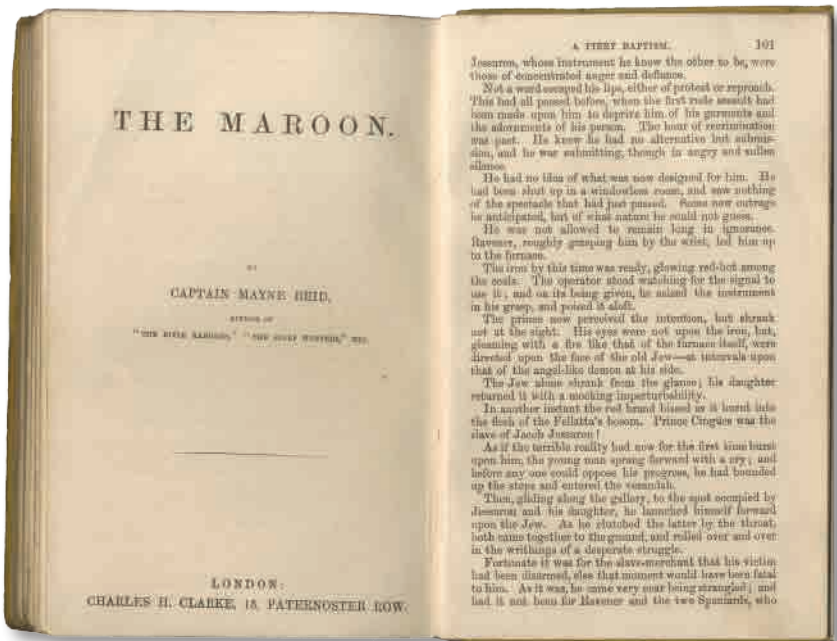 THE MAROON.
BY
CAPTAIN MAYNE REID,
AUTHOR OF
"THE RIFLE RANGERS," "THE SCALP HUNTERS," ETC.
LONDON:
CHARLES H. CLARKE, 13, PATERNOSTER ROW.
A FIERY BAPTISM. 101
Jessuron, whose instrument he knew the other to be, were
those of concentrated anger and defiance.
Not a word escaped his lips, either of protest or reproach.
This had all passed before, when the first rude assault had
been made upon him to deprive him of his garments and
the adornments of his person. The hour of recrimination
was past. He knew he had no alternative but submis-
sion, and he was submitting, though in angry and sullen
silence.
He had no idea of what was now designed for him. He
had been shut up in a windowless room, and saw nothing
of the spectacle that had just passed. Some new outrage
he anticipated, but of what nature he could not guess.
He was not allowed to remain long in ignorance.
Ravener, roughly grasping him by the wrist, led him up
to the furnace.
The iron by this time was ready, glowing red-hot among
the coals. The operator stood watching for the signal to
use it; and on its being given, he seized the instrument
in his grasp, and poised it aloft.
The prince now perceived the intention, but shrank
not at the sight. His eyes were not upon the iron, but,
gleaming with a fire like that of the furnace itself, were
directed upon the face of the old Jew—at intervals upon
that of the angel-like demon at his side.
The Jew alone shrank from the glance; his daughter
returned it with a mocking imperturbability.
In another instant the red brand hissed as it burnt into
the flesh of the Fellatta's bosom. Prince Cingües was the
slave of Jacob Jessuron!
As if the terrible reality had now for the first time burst
upon him, the young man sprang forward with a cry; and
before any one could oppose his progress, he had bounded
up the steps and entered the verandah.
Then, gliding along the gallery, to the spot occupied by
Jessuron and his daughter, he launched himself forward
upon the Jew. As he clutched the latter by the throat,
both came together to the ground, and rolled over and over
in the writhings of a desperate struggle.
Fortunate it was for the slave-merchant that his victim
had been disarmed, else that moment would have been fatal
to him. As it was, he came very near being strangled; and
had it not been for Ravener and the two Spaniards, who